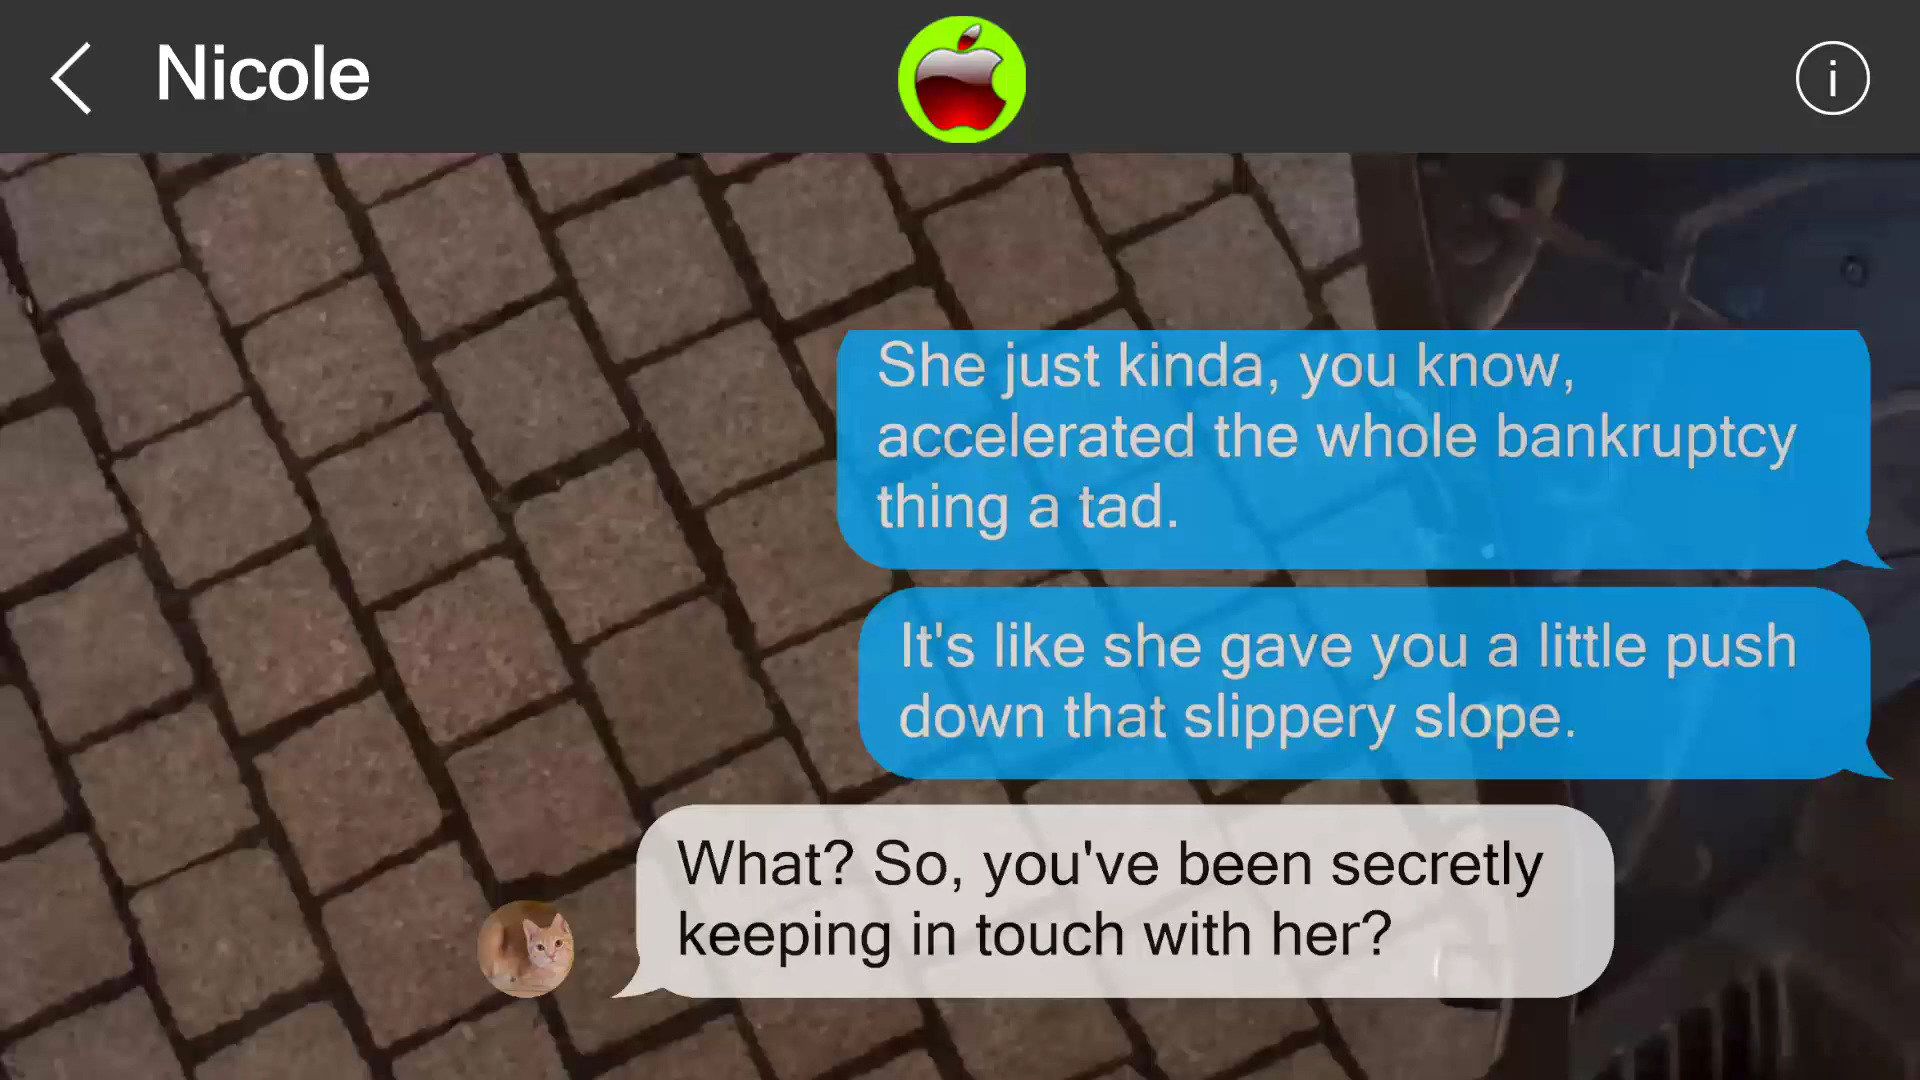 Nicole
i
She just kinda, you know,
accelerated the whole bankruptcy
thing a tad.
It's like she gave you a little push
down that slippery slope.
What? So, you've been secretly
keeping in touch with her?